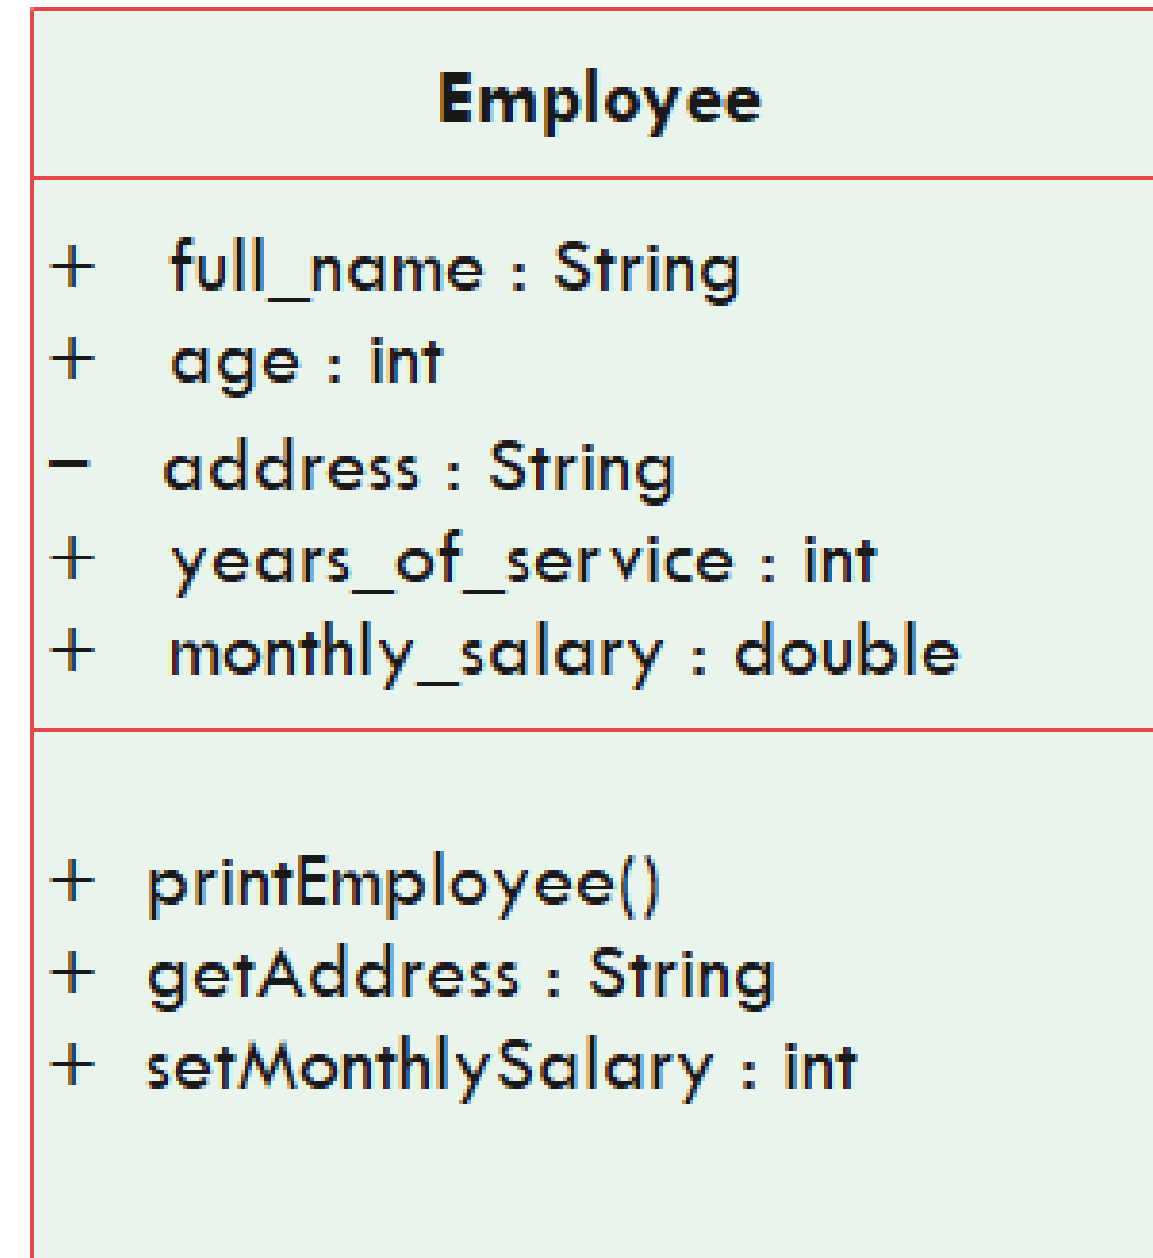 Employee
+ full_name : String
+ age : int
− address : String
+ years_of_service : int
+ monthly_salary : double
+ printEmployee()
+ getAddress : String
+ setMonthlySalary : int